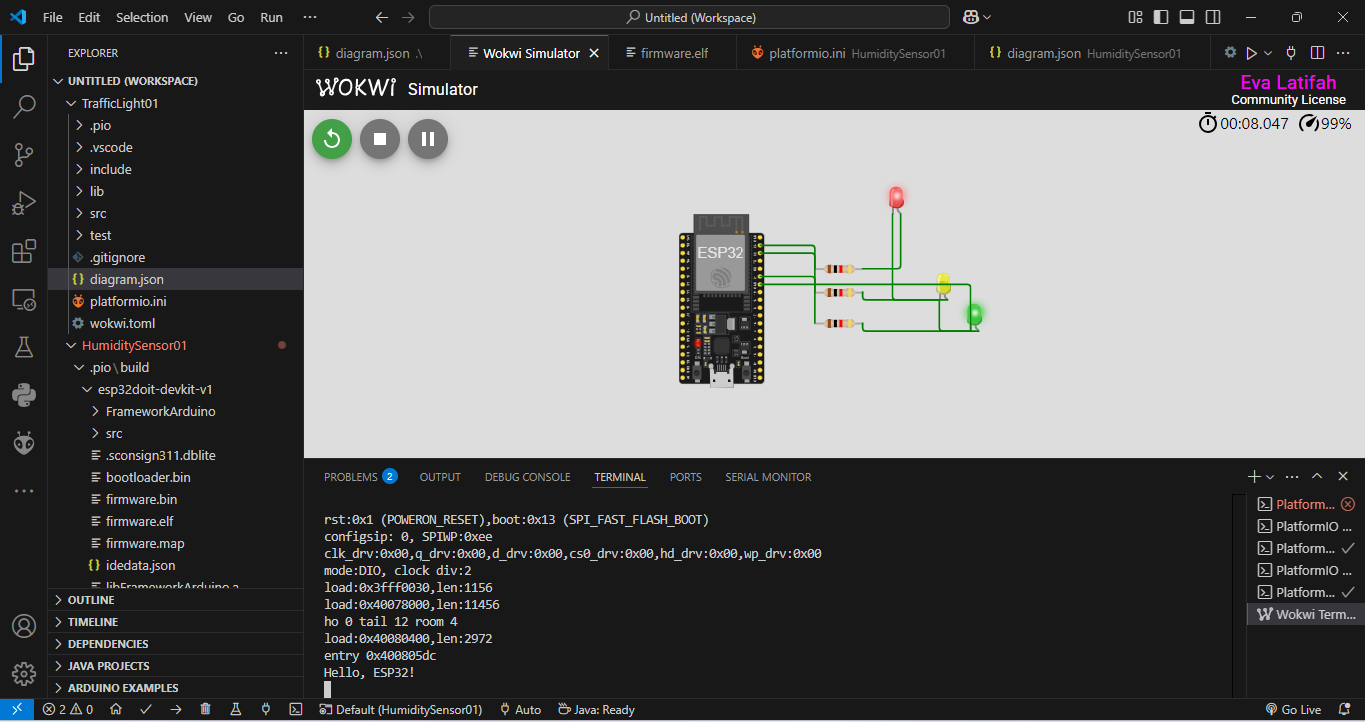 File Edit Selection View Go Run ··· Untitled (Workspace)
EXPLORER ···
UNTITLED (WORKSPACE)
TrafficLight01
.pio
.vscode
include
lib
src
test
.gitignore
{} diagram.json
platformio.ini
wokwi.toml
HumiditySensor01
.pio\build
esp32doit-devkit-v1
FrameworkArduino
src
.sconsign311.dblite
bootloader.bin
firmware.bin
firmware.elf
firmware.map
{} idedata.json
libFrameworkArduino.a
OUTLINE
TIMELINE
DEPENDENCIES
JAVA PROJECTS
ARDUINO EXAMPLES
{} diagram.json .\ Wokwi Simulator firmware.elf platformio.ini HumiditySensor01 {} diagram.json HumiditySensor01
WOKWI Simulator
Eva Latifah
Community License
00:08.047 99%
ESP32
PROBLEMS 2 OUTPUT DEBUG CONSOLE TERMINAL PORTS SERIAL MONITOR
rst:0x1 (POWERON_RESET),boot:0x13 (SPI_FAST_FLASH_BOOT)
configsip: 0, SPIWP:0xee
clk_drv:0x00,q_drv:0x00,d_drv:0x00,cs0_drv:0x00,hd_drv:0x00,wp_drv:0x00
mode:DIO, clock div:2
load:0x3fff0030,len:1156
load:0x40078000,len:11456
ho 0 tail 12 room 4
load:0x40080400,len:2972
entry 0x400805dc
Hello, ESP32!
Platform...
PlatformIO ...
Platform...
PlatformIO ...
Platform...
Wokwi Term...
2 0 Default (HumiditySensor01) Auto Java: Ready Go Live